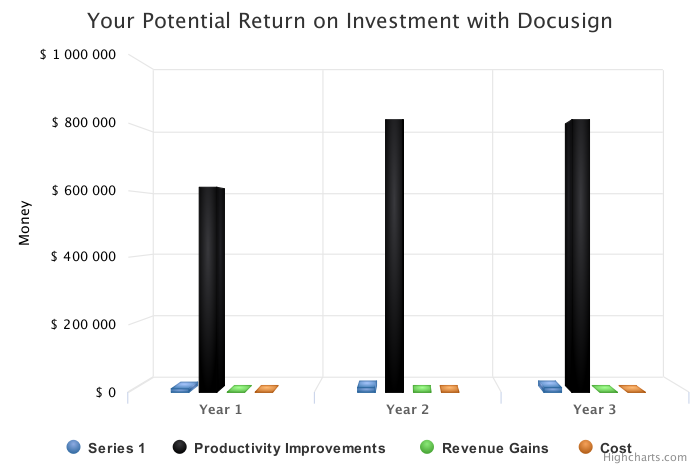 Your Potential Return on Investment with Docusign
Money
$ 1 000 000
$ 800 000
$ 600 000
$ 400 000
$ 200 000
$ 0
Year 1 Year 2 Year 3
Series 1 Productivity Improvements Revenue Gains Cost
Highcharts.com